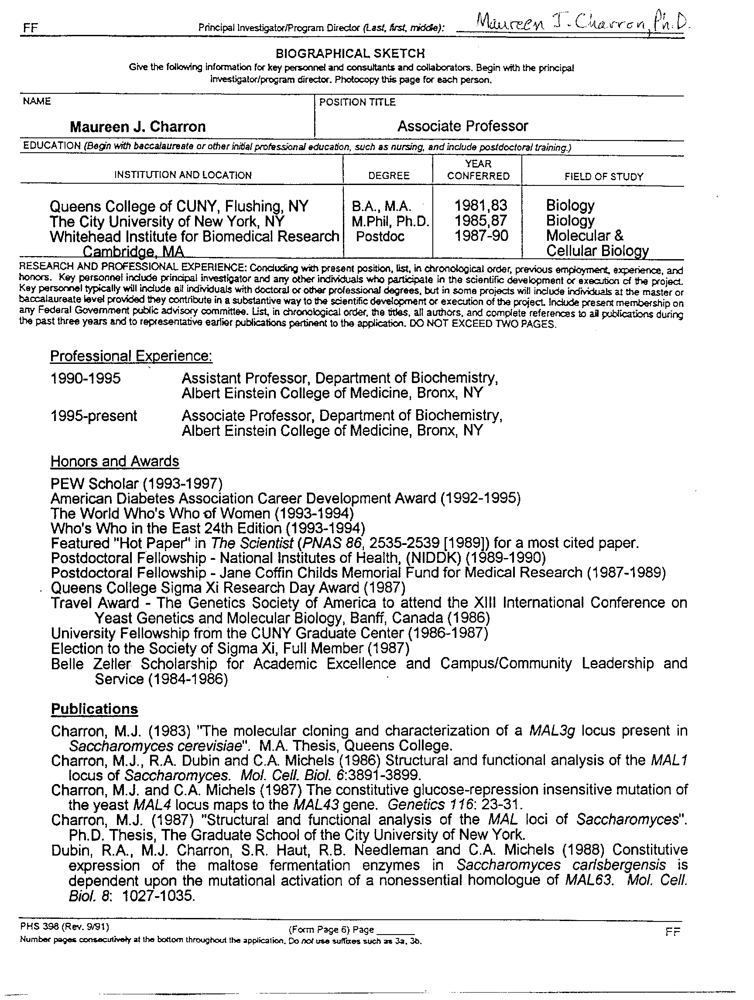 FF Principal Investigator/Program Director (Last, first, middle): Maureen J. Charron, Ph.D.
BIOGRAPHICAL SKETCH
Give the following information for key personnel and consultants and collaborators. Begin with the principal
investigator/program director. Photocopy this page for each person.
NAME POSITION TITLE
Maureen J. Charron Associate Professor
EDUCATION (Begin with baccalaureate or other initial professional education, such as nursing, and include postdoctoral training.)
INSTITUTION AND LOCATION DEGREE YEAR CONFERRED FIELD OF STUDY
Queens College of CUNY, Flushing, NY B.A., M.A. 1981,83 Biology
The City University of New York, NY M.Phil, Ph.D. 1985,87 Biology
Whitehead Institute for Biomedical Research Postdoc 1987-90 Molecular &
Cambridge, MA Cellular Biology
RESEARCH AND PROFESSIONAL EXPERIENCE: Concluding with present position, list, in chronological order, previous employment, experience, and
honors. Key personnel include principal investigator and any other individuals who participate in the scientific development or execution of the project.
Key personnel typically will include all individuals with doctoral or other professional degrees, but in some projects will include individuals at the master or
baccalaureate level provided they contribute in a substantive way to the scientific development or execution of the project. Include present membership on
any Federal Government public advisory committee. List, in chronological order, the titles, all authors, and complete references to all publications during
the past three years and to representative earlier publications pertinent to the application. DO NOT EXCEED TWO PAGES.
Professional Experience:
1990-1995 Assistant Professor, Department of Biochemistry,
Albert Einstein College of Medicine, Bronx, NY
1995-present Associate Professor, Department of Biochemistry,
Albert Einstein College of Medicine, Bronx, NY
Honors and Awards
PEW Scholar (1993-1997)
American Diabetes Association Career Development Award (1992-1995)
The World Who's Who of Women (1993-1994)
Who's Who in the East 24th Edition (1993-1994)
Featured "Hot Paper" in The Scientist (PNAS 86, 2535-2539 [1989]) for a most cited paper.
Postdoctoral Fellowship - National Institutes of Health, (NIDDK) (1989-1990)
Postdoctoral Fellowship - Jane Coffin Childs Memorial Fund for Medical Research (1987-1989)
Queens College Sigma Xi Research Day Award (1987)
Travel Award - The Genetics Society of America to attend the XIII International Conference on
Yeast Genetics and Molecular Biology, Banff, Canada (1986)
University Fellowship from the CUNY Graduate Center (1986-1987)
Election to the Society of Sigma Xi, Full Member (1987)
Belle Zeller Scholarship for Academic Excellence and Campus/Community Leadership and
Service (1984-1986)
Publications
Charron, M.J. (1983) "The molecular cloning and characterization of a MAL3g locus present in
Saccharomyces cerevisiae". M.A. Thesis, Queens College.
Charron, M.J., R.A. Dubin and C.A. Michels (1986) Structural and functional analysis of the MAL1
locus of Saccharomyces. Mol. Cell. Biol. 6:3891-3899.
Charron, M.J. and C.A. Michels (1987) The constitutive glucose-repression insensitive mutation of
the yeast MAL4 locus maps to the MAL43 gene. Genetics 116: 23-31.
Charron, M.J. (1987) "Structural and functional analysis of the MAL loci of Saccharomyces".
Ph.D. Thesis, The Graduate School of the City University of New York.
Dubin, R.A., M.J. Charron, S.R. Haut, R.B. Needleman and C.A. Michels (1988) Constitutive
expression of the maltose fermentation enzymes in Saccharomyces carlsbergensis is
dependent upon the mutational activation of a nonessential homologue of MAL63. Mol. Cell.
Biol. 8: 1027-1035.
PHS 398 (Rev. 9/91) (Form Page 6) Page FF
Number pages consecutively at the bottom throughout the application. Do not use suffixes such as 3a, 3b.